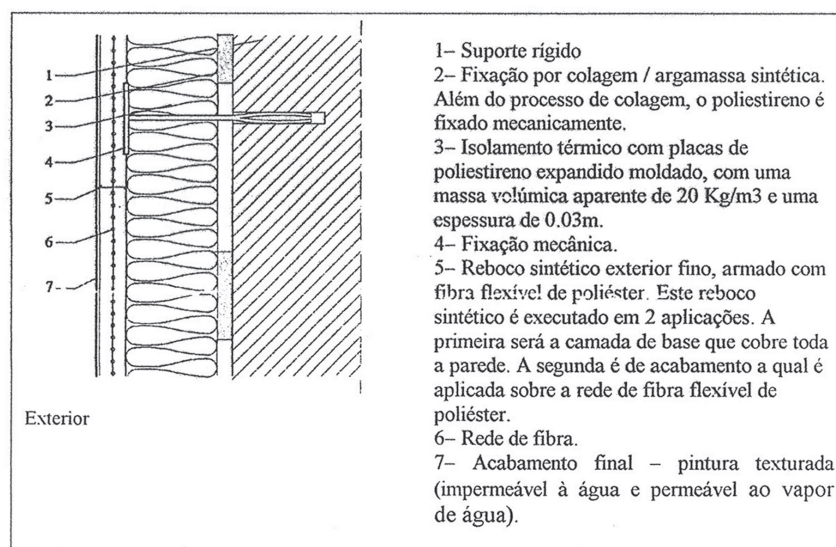 1
2
3
4
5
6
7
Exterior
1– Suporte rígido
2– Fixação por colagem / argamassa sintética.
Além do processo de colagem, o poliestireno é
fixado mecanicamente.
3– Isolamento térmico com placas de
poliestireno expandido moldado, com uma
massa volúmica aparente de 20 Kg/m3 e uma
espessura de 0.03m.
4– Fixação mecânica.
5– Reboco sintético exterior fino, armado com
fibra flexível de poliéster. Este reboco
sintético é executado em 2 aplicações. A
primeira será a camada de base que cobre toda
a parede. A segunda é de acabamento a qual é
aplicada sobre a rede de fibra flexível de
poliéster.
6– Rede de fibra.
7– Acabamento final – pintura texturada
(impermeável à água e permeável ao vapor
de água).